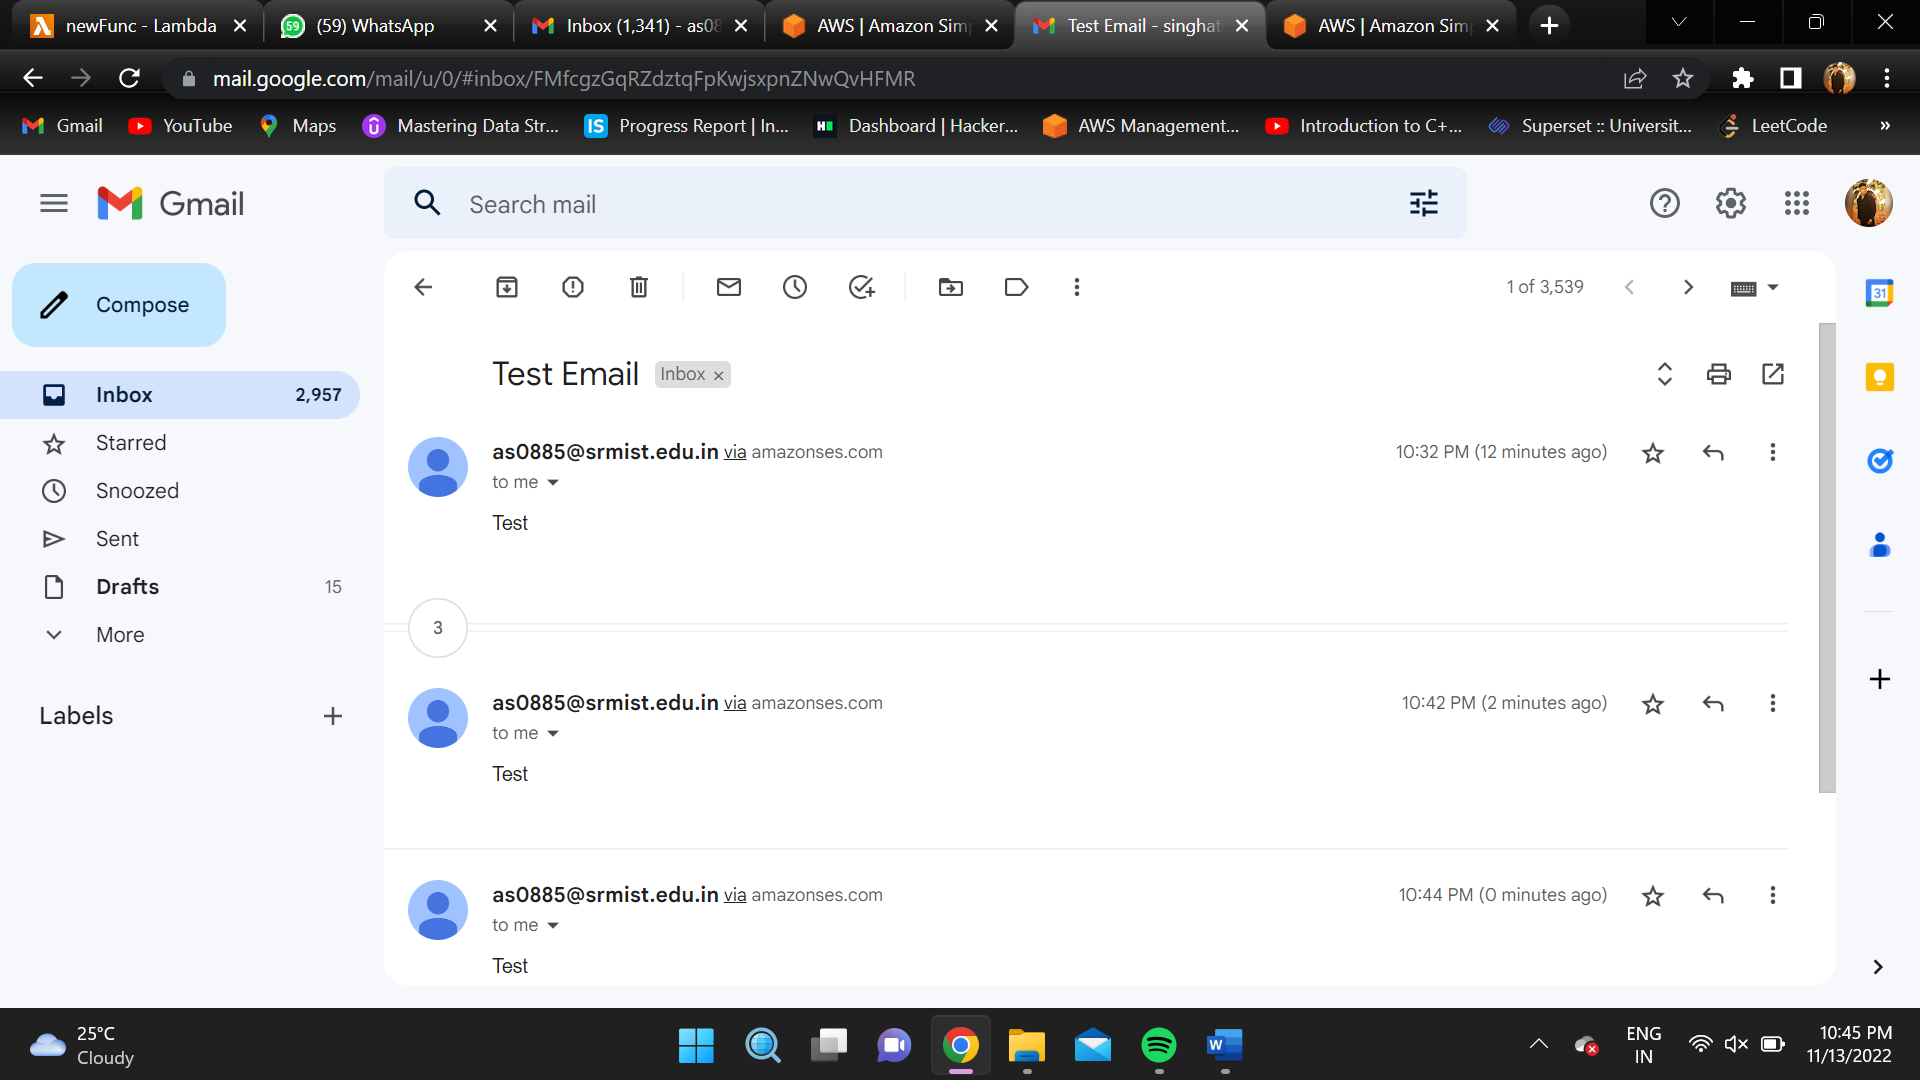 newFunc - Lambda
59
(59) WhatsApp
Inbox (1,341) - as08
AWS | Amazon Sim
Test Email - singhat
AWS | Amazon Sim
mail.google.com/mail/u/0/#inbox/FMfcgzGqRZdztqFpKwjsxpnZNwQvHFMR
Gmail
YouTube
Maps
Mastering Data Str...
IS
Progress Report | In...
Dashboard | Hacker...
AWS Management...
Introduction to C+...
Superset :: Universit...
LeetCode
»
Gmail
Search mail
Compose
1 of 3,539
31
Test Email
Inbox ×
Inbox 2,957
Starred
Snoozed
Sent
Drafts 15
More
Labels
as0885@srmist.edu.in via amazonses.com
10:32 PM (12 minutes ago)
to me
Test
3
as0885@srmist.edu.in via amazonses.com
10:42 PM (2 minutes ago)
to me
Test
as0885@srmist.edu.in via amazonses.com
10:44 PM (0 minutes ago)
to me
Test
25°C
Cloudy
W
ENG
IN
10:45 PM
11/13/2022